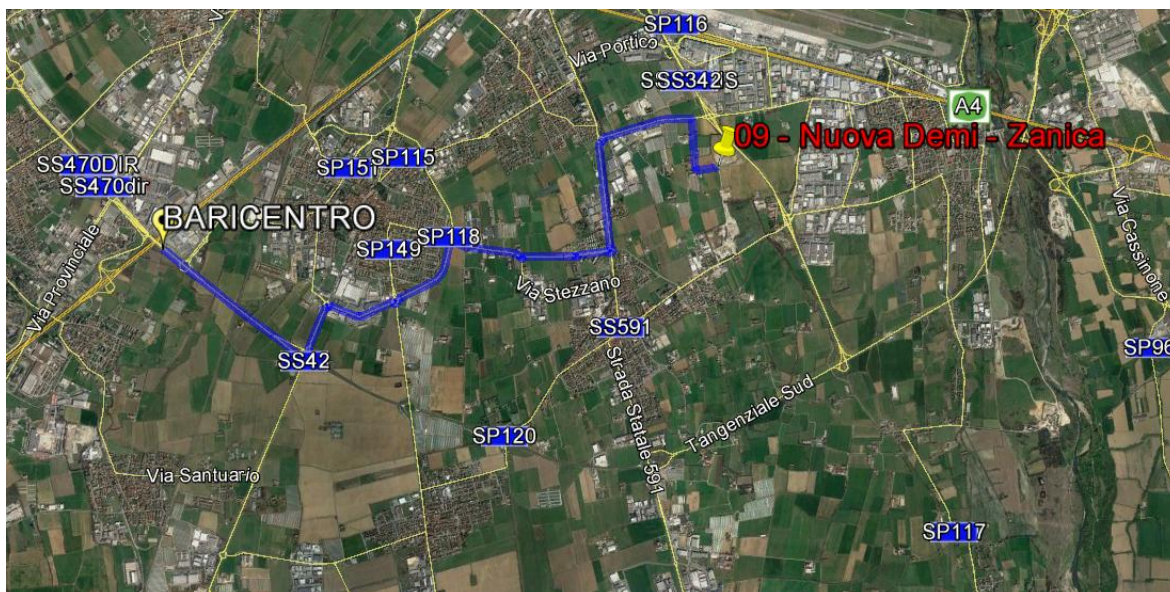 SP116
Via Portico
SS342
S
A4
09 - Nuova Demi - Zanica
SP115
SP151
SS470DIR
SS470dir
Via Cassinone
BARICENTRO
Via Provinciale
SP118
SP149
Via Stezzano
SS591
SP96
SS42
Strada Statale 591
Tangenziale Sud
SP120
Via Santuario
SP117